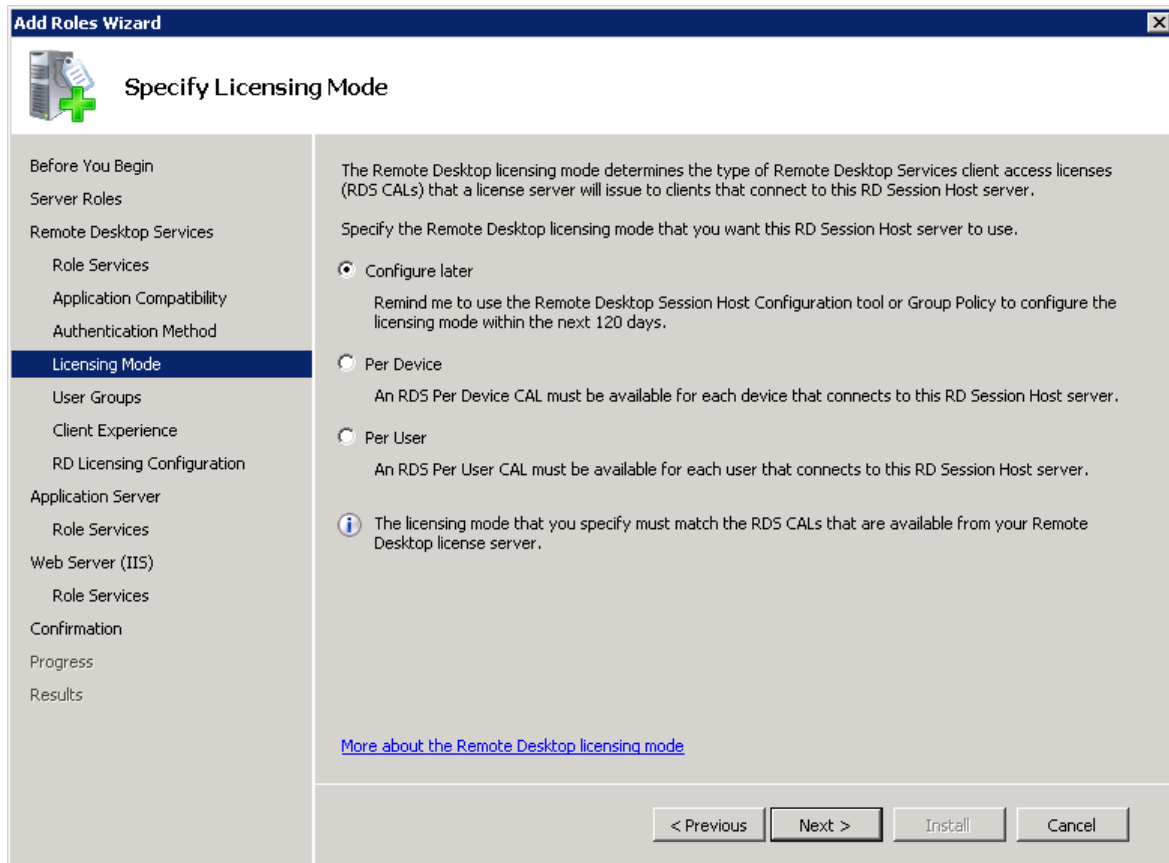 Add Roles Wizard
Specify Licensing Mode
Before You Begin
Server Roles
Remote Desktop Services
Role Services
Application Compatibility
Authentication Method
Licensing Mode
User Groups
Client Experience
RD Licensing Configuration
Application Server
Role Services
Web Server (IIS)
Role Services
Confirmation
Progress
Results
The Remote Desktop licensing mode determines the type of Remote Desktop Services client access licenses
(RDS CALs) that a license server will issue to clients that connect to this RD Session Host server.
Specify the Remote Desktop licensing mode that you want this RD Session Host server to use.
Configure later
Remind me to use the Remote Desktop Session Host Configuration tool or Group Policy to configure the
licensing mode within the next 120 days.
Per Device
An RDS Per Device CAL must be available for each device that connects to this RD Session Host server.
Per User
An RDS Per User CAL must be available for each user that connects to this RD Session Host server.
The licensing mode that you specify must match the RDS CALs that are available from your Remote
Desktop license server.
More about the Remote Desktop licensing mode
< Previous
Next >
Install
Cancel